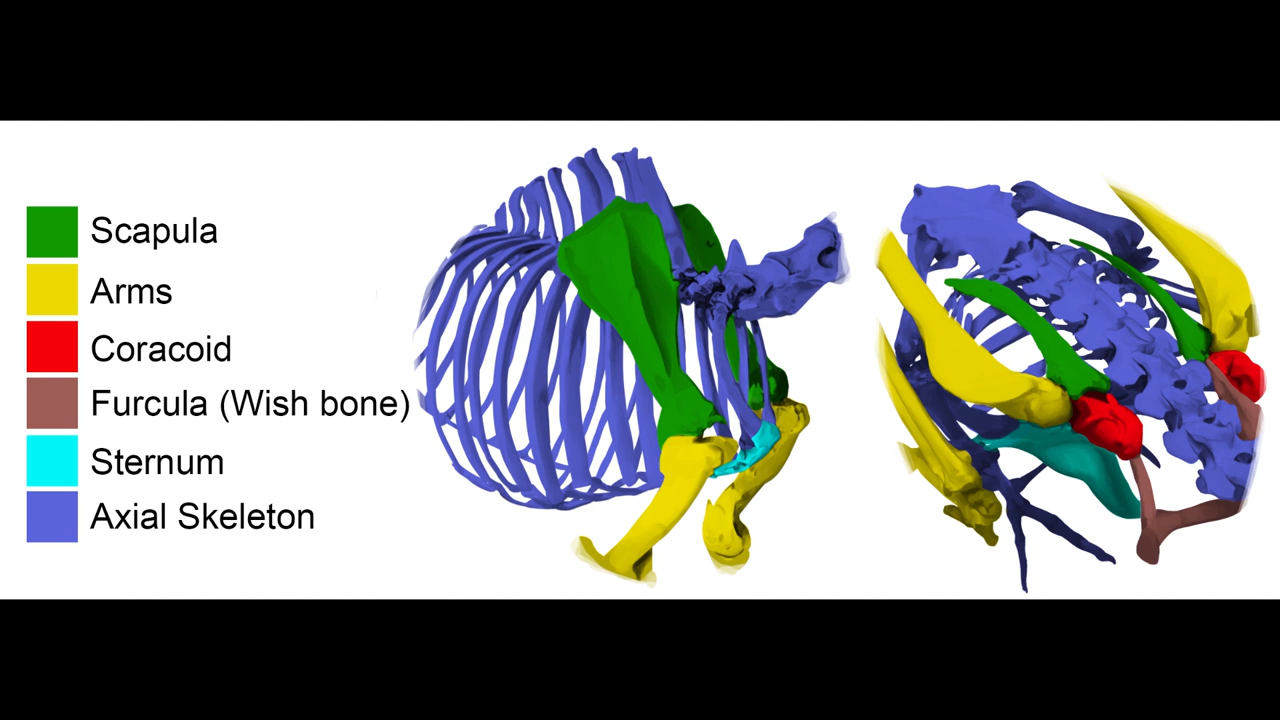 Scapula
Arms
Coracoid
Furcula (Wish bone)
Sternum
Axial Skeleton